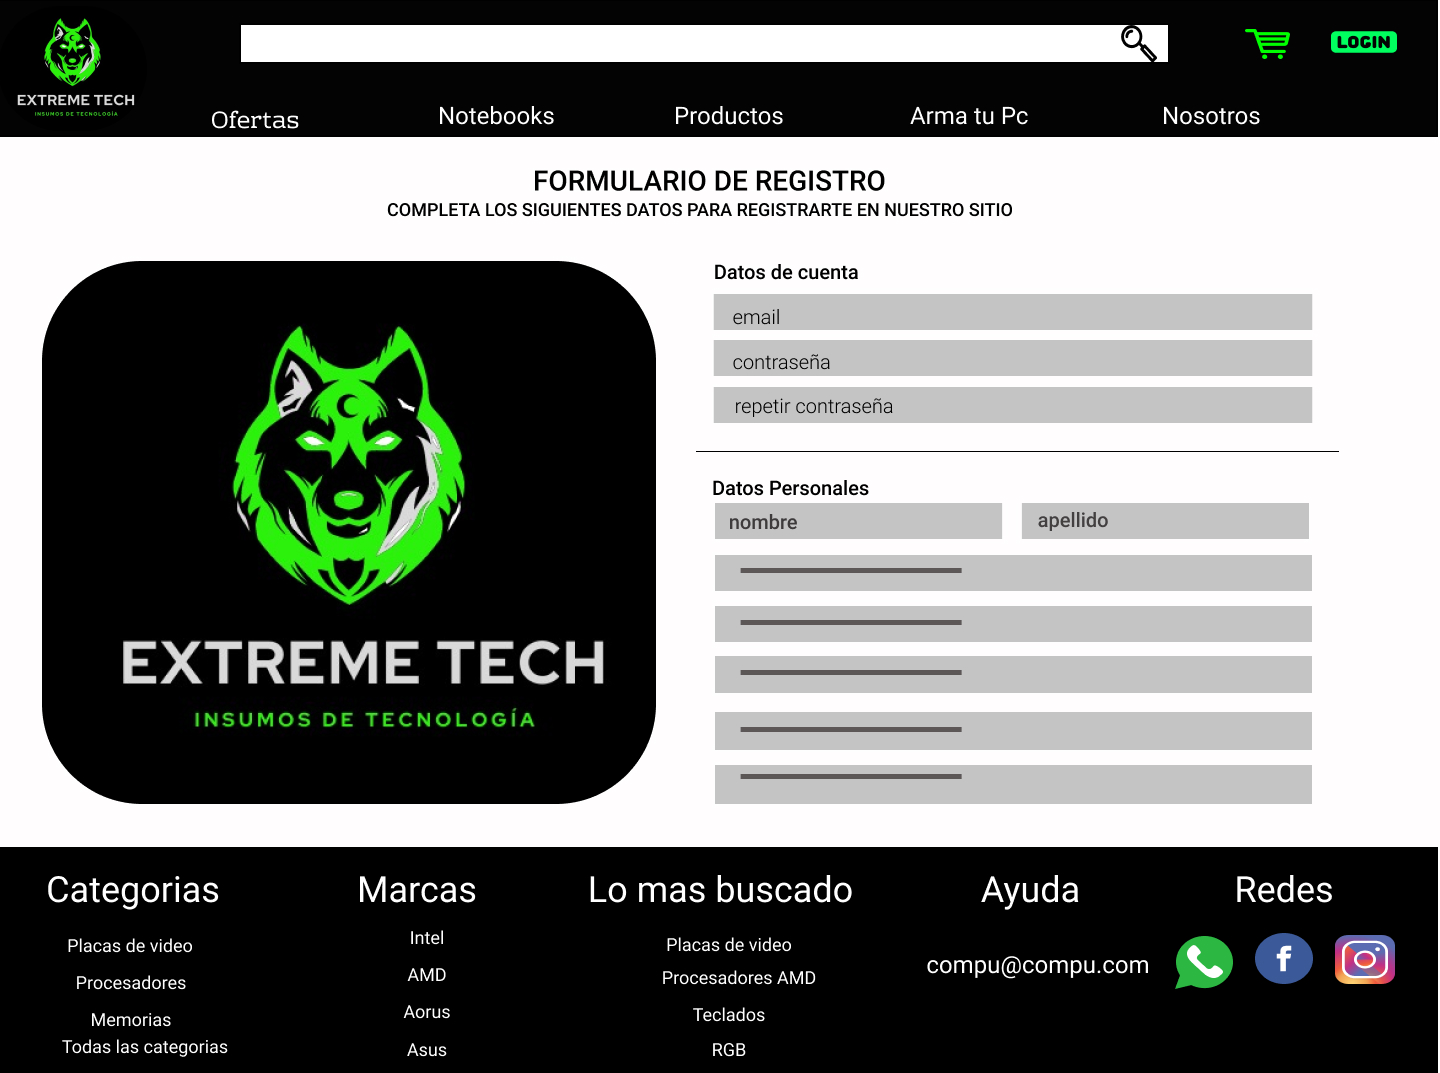 EXTREME TECH
INSUMOS DE TECNOLOGÍA
LOGIN
Ofertas
Notebooks
Productos
Arma tu Pc
Nosotros
FORMULARIO DE REGISTRO
COMPLETA LOS SIGUIENTES DATOS PARA REGISTRARTE EN NUESTRO SITIO
EXTREME TECH
INSUMOS DE TECNOLOGÍA
Datos de cuenta
email
contraseña
repetir contraseña
Datos Personales
nombre
apellido
Categorias
Placas de video
Procesadores
Memorias
Todas las categorias
Marcas
Intel
AMD
Aorus
Asus
Lo mas buscado
Placas de video
Procesadores AMD
Teclados
RGB
Ayuda
compu@compu.com
Redes
f